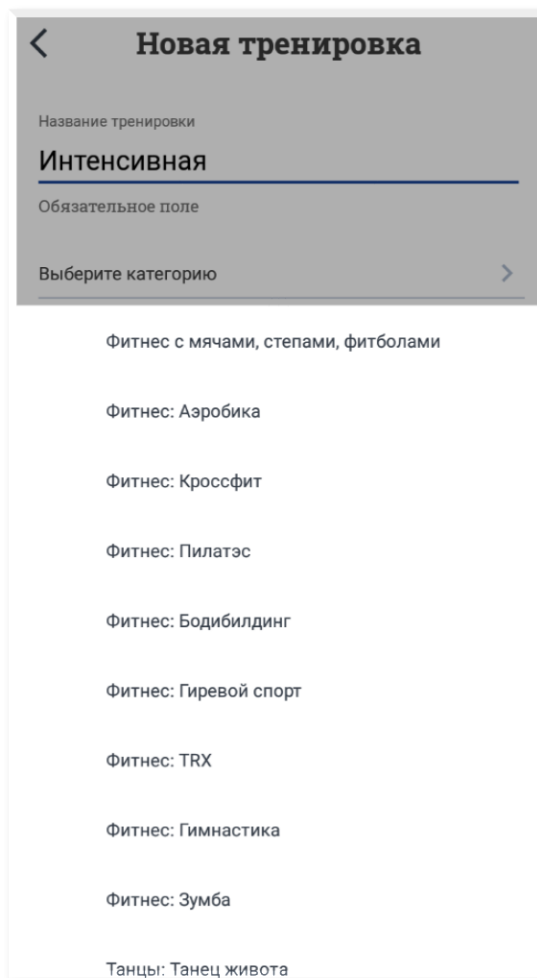 Новая тренировка
Название тренировки
Интенсивная
Обязательное поле
Выберите категорию
Фитнес с мячами, степами, фитболами
Фитнес: Аэробика
Фитнес: Кроссфит
Фитнес: Пилатэс
Фитнес: Бодибилдинг
Фитнес: Гиревой спорт
Фитнес: TRX
Фитнес: Гимнастика
Фитнес: Зумба
Танцы: Танец живота